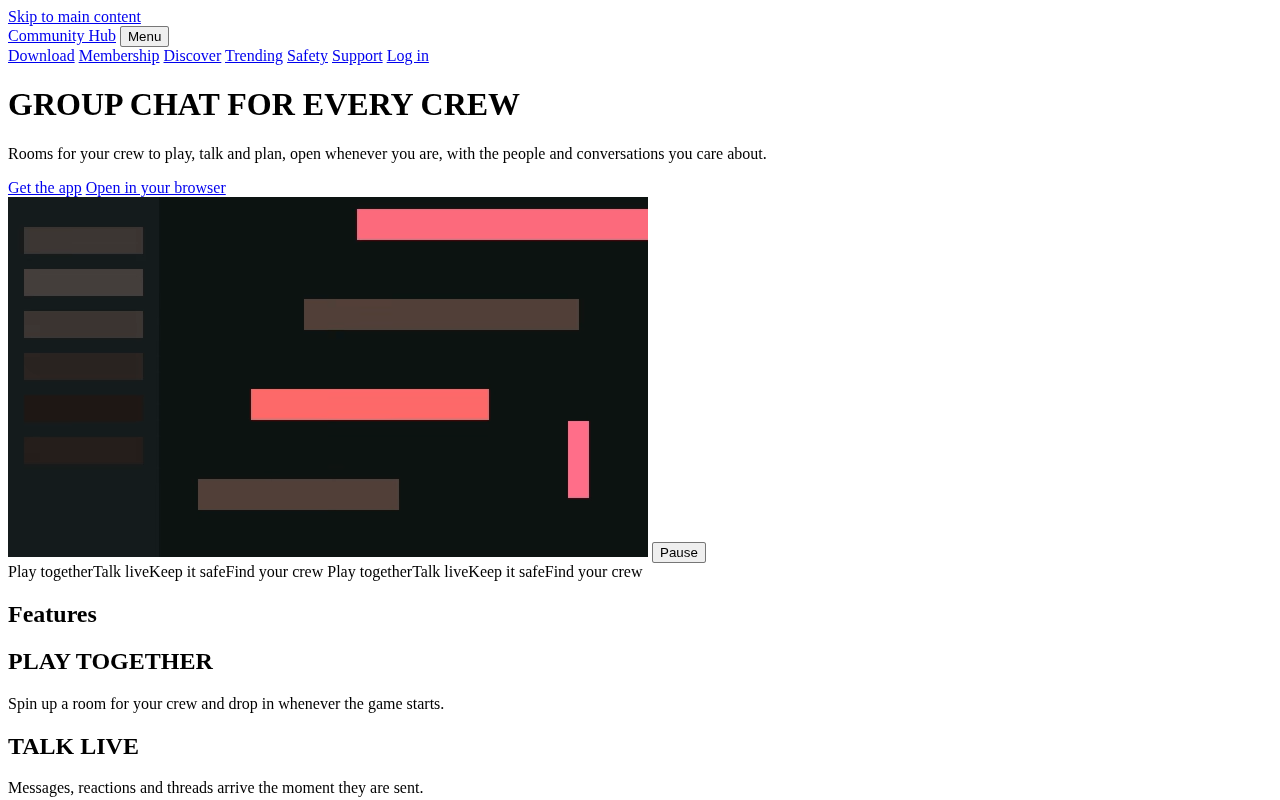 Skip to main content
Community Hub Menu
Download Membership Discover Trending Safety Support Log in
GROUP CHAT FOR EVERY CREW
Rooms for your crew to play, talk and plan, open whenever you are, with the people and conversations you care about.
Get the app Open in your browser
Pause
Play togetherTalk liveKeep it safeFind your crew Play togetherTalk liveKeep it safeFind your crew
Features
PLAY TOGETHER
Spin up a room for your crew and drop in whenever the game starts.
TALK LIVE
Messages, reactions and threads arrive the moment they are sent.